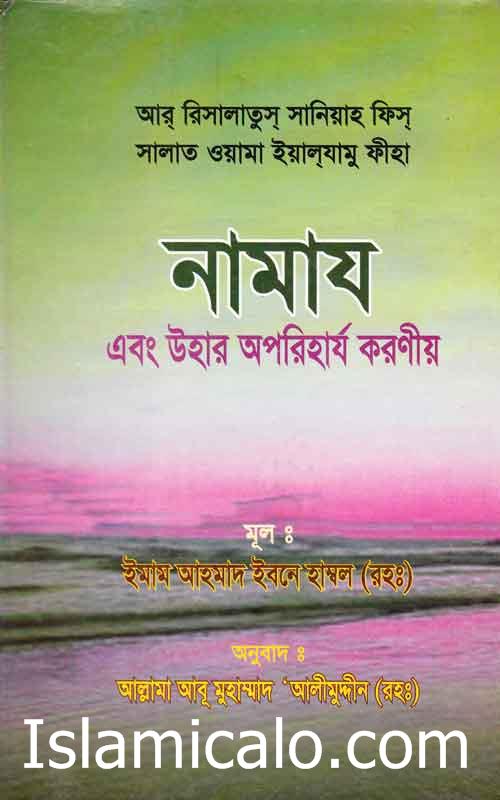 আর্ রিসালাতুস্ সানিয়াহ ফিস্
সালাত ওয়ামা ইয়াল্‌যামু ফীহা
নামায
এবং উহার অপরিহার্য করণীয়
মূল ঃ
ইমাম আহমাদ ইবনে হাম্বল (রহঃ)
অনুবাদ ঃ
আল্লামা আবূ মুহাম্মাদ ‘আলীমুদ্দীন (রহঃ)
Islamicalo.com